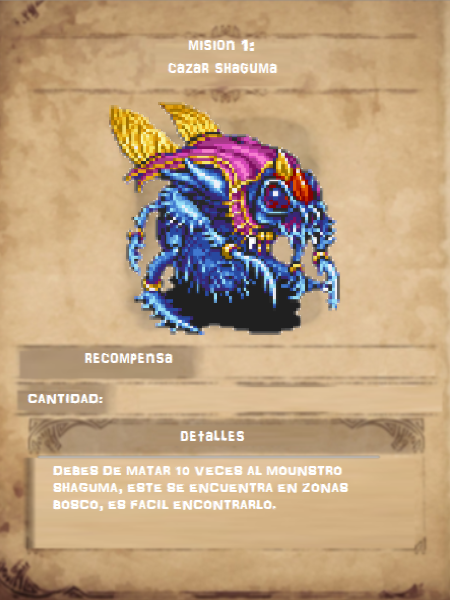 Mision 1:
Cazar Shaguma
RECOMPENSA
CANTIDAD:
Detalles
DEBES DE MATAR 10 VECES AL MOUNSTRO
SHAGUMA, ESTE SE ENCUENTRA EN ZONAS
BOSCO, ES FACIL ENCONTRARLO.